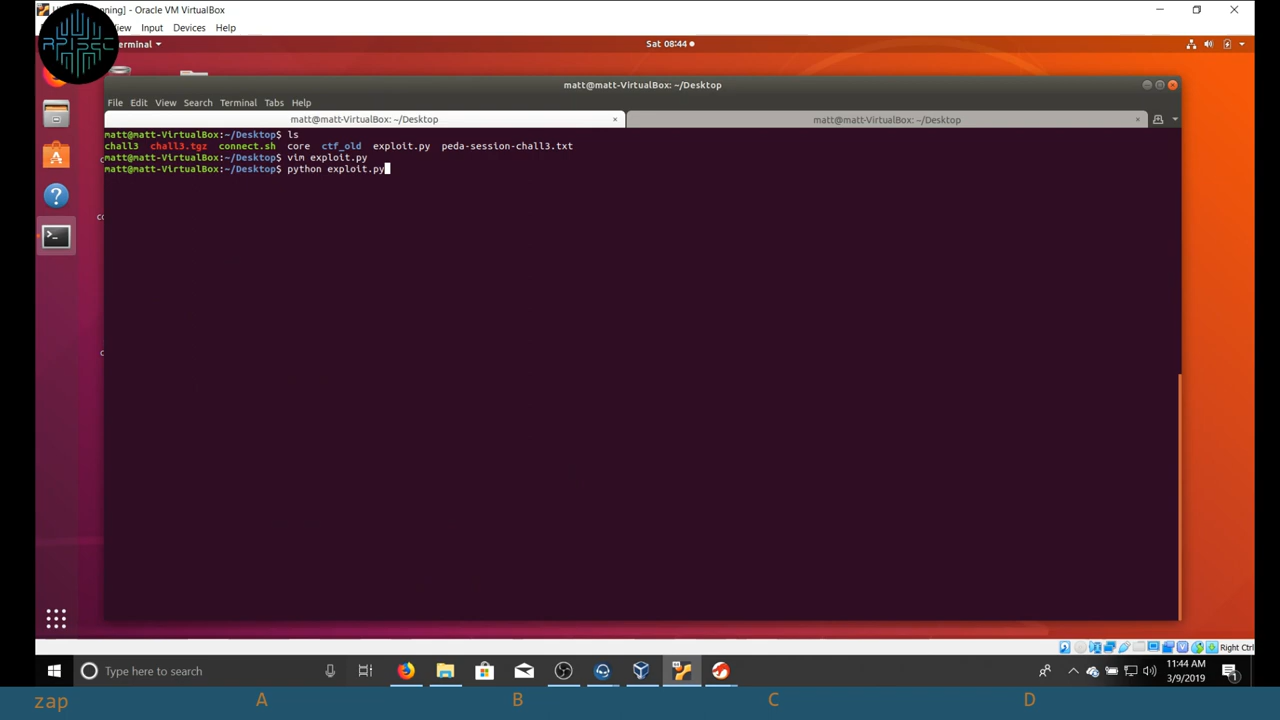 nning] - Oracle VM VirtualBox
View Input Devices Help
RPISEC
erminal
Sat 08:44
matt@matt-VirtualBox: ~/Desktop
File Edit View Search Terminal Tabs Help
matt@matt-VirtualBox: ~/Desktop
matt@matt-VirtualBox: ~/Desktop
matt@matt-VirtualBox:~/Desktop$ ls
chall3 chall3.tgz connect.sh core ctf_old exploit.py peda-session-chall3.txt
matt@matt-VirtualBox:~/Desktop$ vim exploit.py
matt@matt-VirtualBox:~/Desktop$ python exploit.py
Right Ctrl
Type here to search
11:44 AM
3/9/2019
zap A B C D